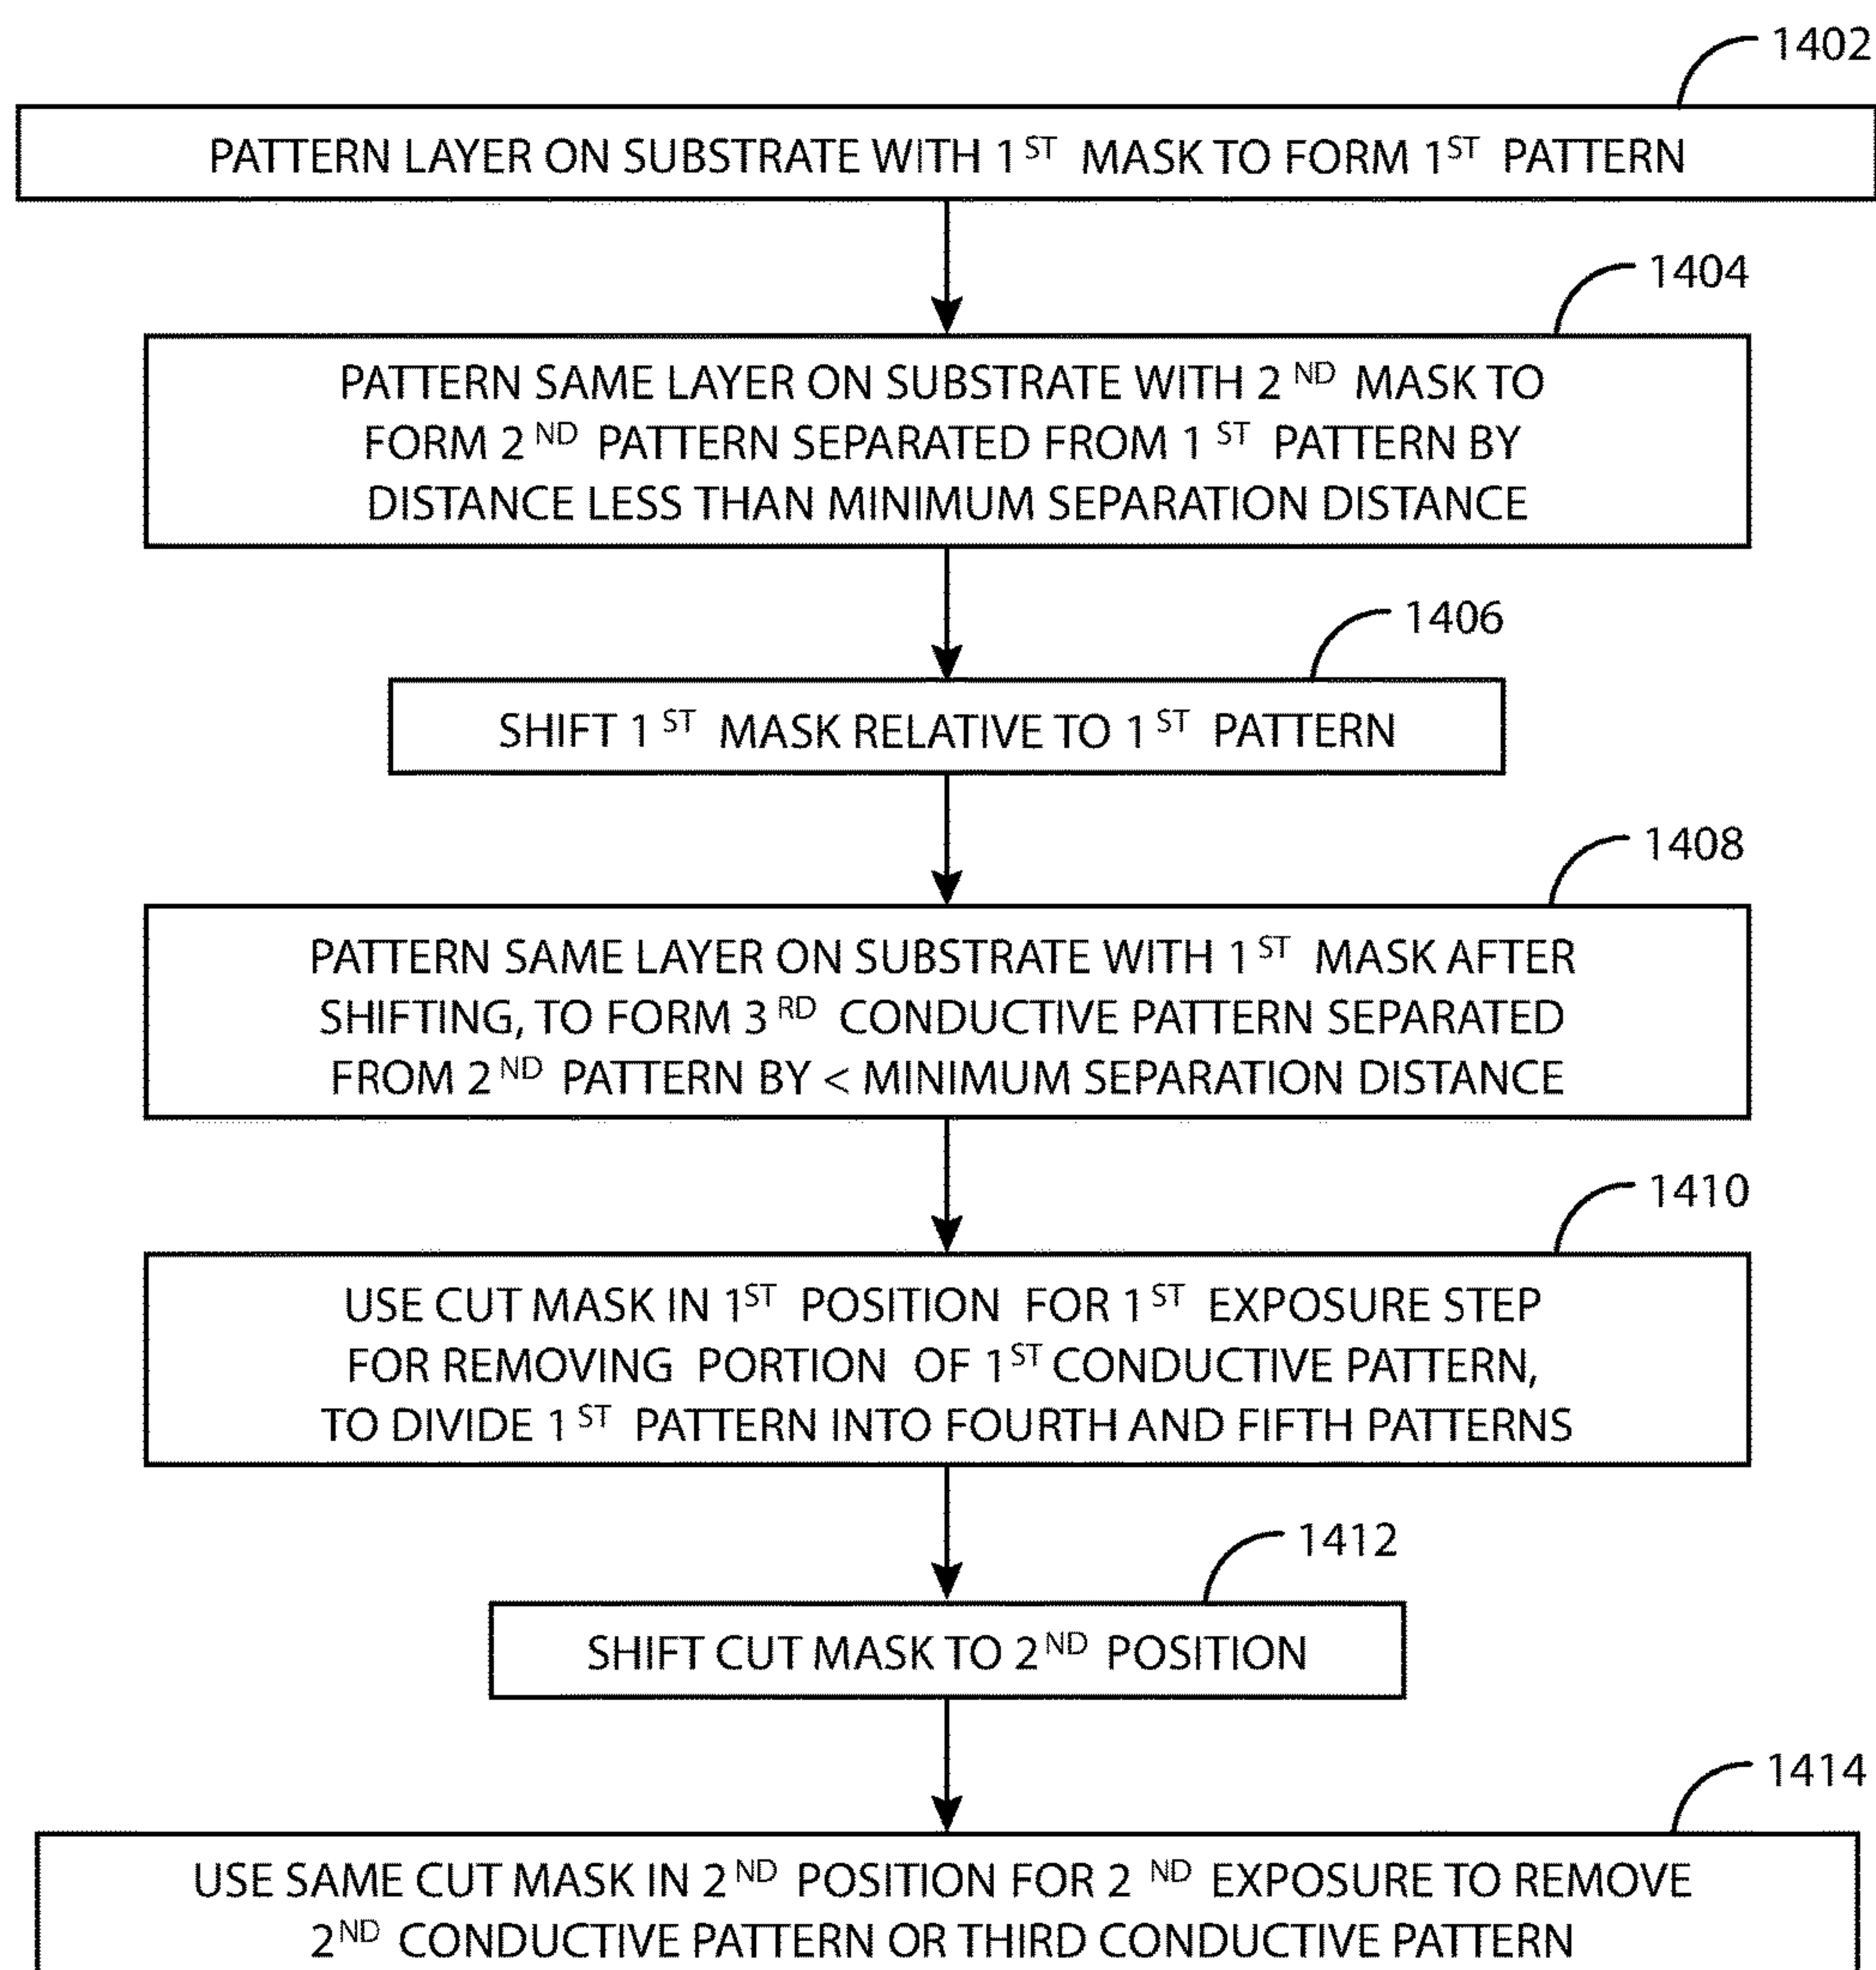 1402
PATTERN LAYER ON SUBSTRATE WITH 1ST MASK TO FORM 1ST PATTERN
1404
PATTERN SAME LAYER ON SUBSTRATE WITH 2ND MASK TO
FORM 2ND PATTERN SEPARATED FROM 1ST PATTERN BY
DISTANCE LESS THAN MINIMUM SEPARATION DISTANCE
1406
SHIFT 1ST MASK RELATIVE TO 1ST PATTERN
1408
PATTERN SAME LAYER ON SUBSTRATE WITH 1ST MASK AFTER
SHIFTING, TO FORM 3RD CONDUCTIVE PATTERN SEPARATED
FROM 2ND PATTERN BY < MINIMUM SEPARATION DISTANCE
1410
USE CUT MASK IN 1ST POSITION FOR 1ST EXPOSURE STEP
FOR REMOVING PORTION OF 1ST CONDUCTIVE PATTERN,
TO DIVIDE 1ST PATTERN INTO FOURTH AND FIFTH PATTERNS
1412
SHIFT CUT MASK TO 2ND POSITION
1414
USE SAME CUT MASK IN 2ND POSITION FOR 2ND EXPOSURE TO REMOVE
2ND CONDUCTIVE PATTERN OR THIRD CONDUCTIVE PATTERN